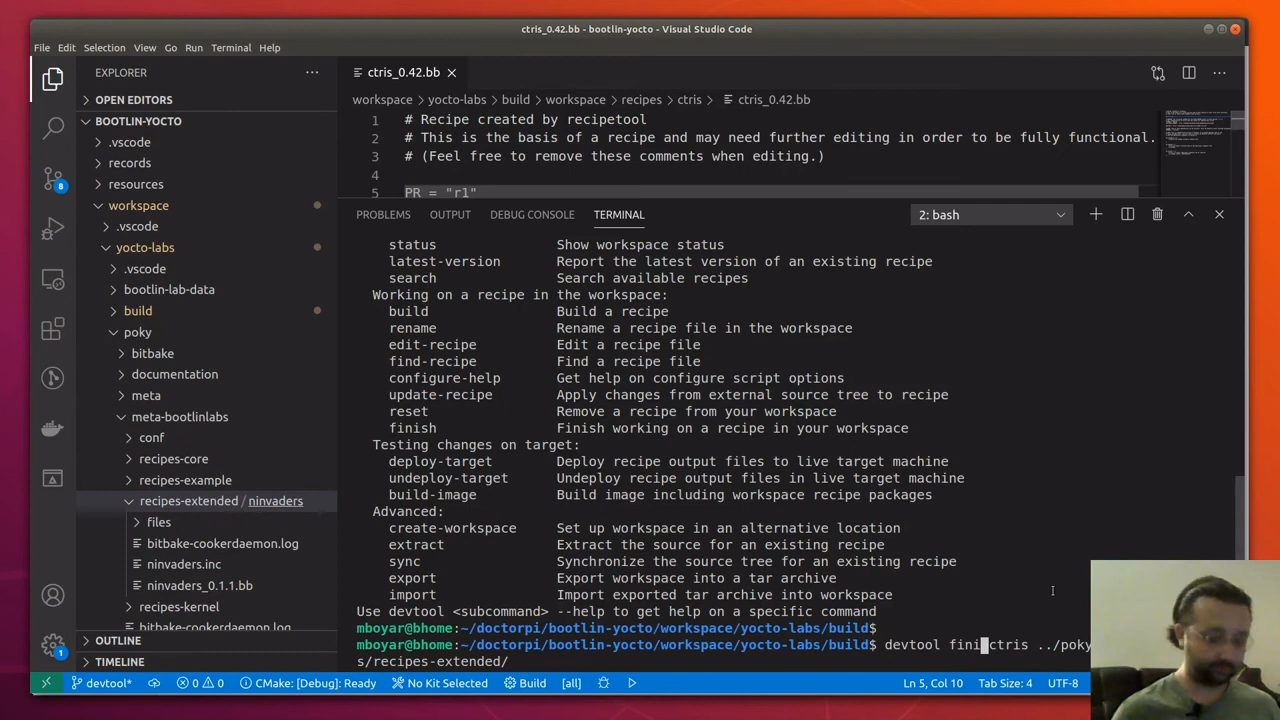 ctris_0.42.bb - bootlin-yocto - Visual Studio Code
File Edit Selection View Go Run Terminal Help
EXPLORER
ctris_0.42.bb
OPEN EDITORS
workspace > yocto-labs > build > workspace > recipes > ctris > ctris_0.42.bb
BOOTLIN-YOCTO
.vscode
records
resources
workspace
.vscode
yocto-labs
.vscode
bootlin-lab-data
build
poky
bitbake
documentation
meta
meta-bootlinlabs
conf
recipes-core
recipes-example
recipes-extended / ninvaders
files
bitbake-cookerdaemon.log
ninvaders.inc
ninvaders_0.1.1.bb
recipes-kernel
bitbake-cookerdaemon.log
OUTLINE
TIMELINE
8
1
1 # Recipe created by recipetool
2 # This is the basis of a recipe and may need further editing in order to be fully functional.
3 # (Feel free to remove these comments when editing.)
4
5 PR = "r1"
PROBLEMS OUTPUT DEBUG CONSOLE TERMINAL 2: bash
status Show workspace status
latest-version Report the latest version of an existing recipe
search Search available recipes
Working on a recipe in the workspace:
build Build a recipe
rename Rename a recipe file in the workspace
edit-recipe Edit a recipe file
find-recipe Find a recipe file
configure-help Get help on configure script options
update-recipe Apply changes from external source tree to recipe
reset Remove a recipe from your workspace
finish Finish working on a recipe in your workspace
Testing changes on target:
deploy-target Deploy recipe output files to live target machine
undeploy-target Undeploy recipe output files in live target machine
build-image Build image including workspace recipe packages
Advanced:
create-workspace Set up workspace in an alternative location
extract Extract the source for an existing recipe
sync Synchronize the source tree for an existing recipe
export Export workspace into a tar archive
import Import exported tar archive into workspace
Use devtool <subcommand> --help to get help on a specific command
mboyar@bhome:~/doctorpi/bootlin-yocto/workspace/yocto-labs/build$
mboyar@bhome:~/doctorpi/bootlin-yocto/workspace/yocto-labs/build$ devtool fini ctris ../poky
s/recipes-extended/
devtool* 0 0 CMake: [Debug]: Ready No Kit Selected Build [all] Ln 5, Col 10 Tab Size: 4 UTF-8